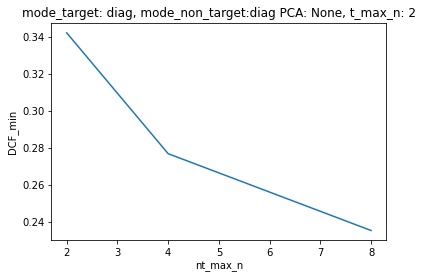 mode_target: diag, mode_non_target:diag PCA: None, t_max_n: 2
0.34
0.32
0.30
0.28
0.26
0.24
DCF_min
2 3 4 5 6 7 8
nt_max_n